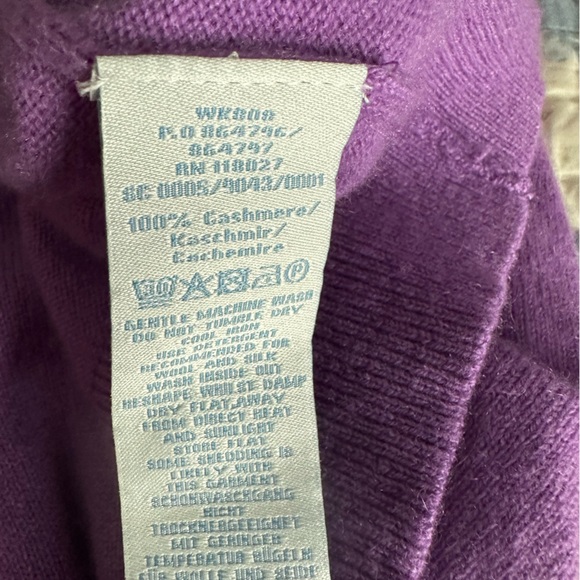 WK808
P.O 864796/
864797
RN 118027
SC 0005/9043/0001
100% Cashmere/
Kaschmir/
Cachemire
30 P
GENTLE MACHINE WASH
DO NOT TUMBLE DRY
COOL IRON
USE DETERGENT
RECOMMENDED FOR
WOOL AND SILK
WASH INSIDE OUT
RESHAPE WHILST DAMP
DRY FLAT,AWAY
FROM DIRECT HEAT
AND SUNLIGHT
STORE FLAT
SOME SHEDDING IS
LIKELY WITH
THIS GARMENT
SCHONWASCHGANG
NICHT
TROCKNERGEEIGNET
MIT GERINGER
TEMPERATUR BÜGELN
FÜR WOLLE UND SEIDE